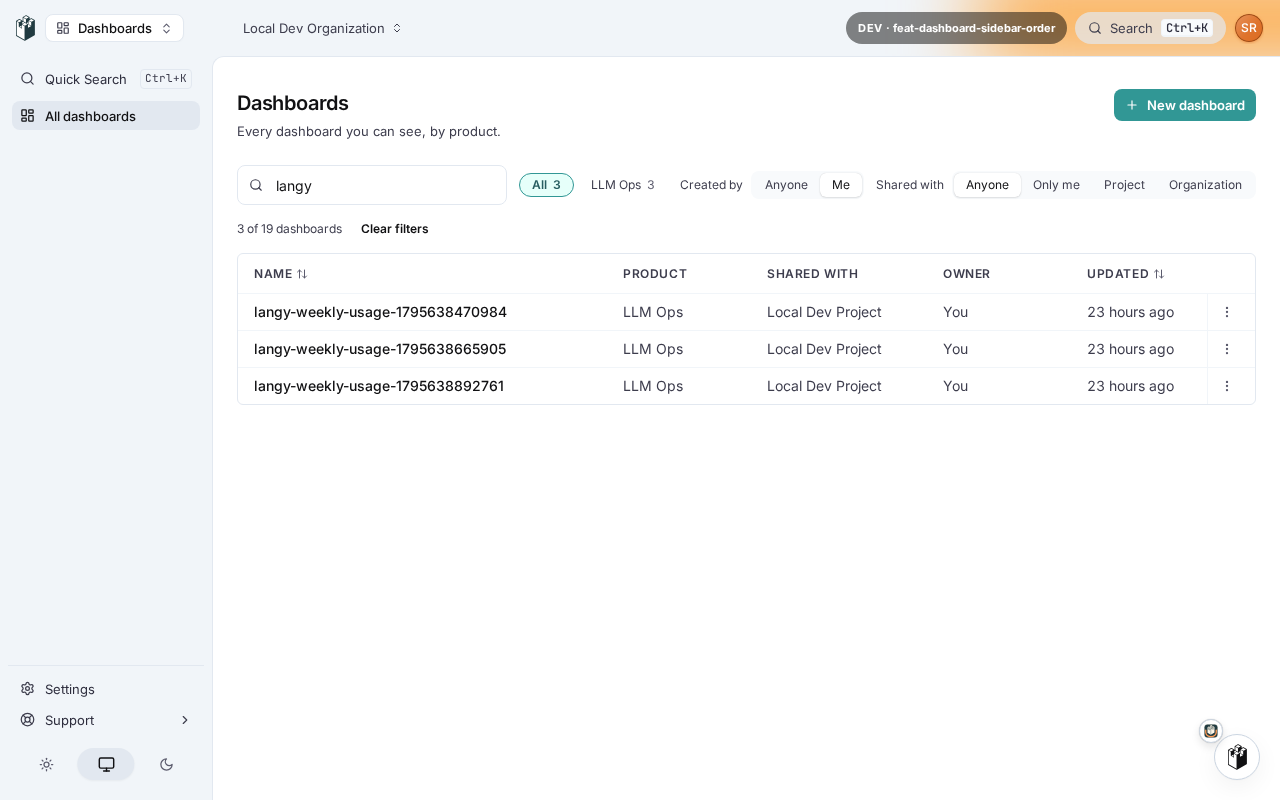 Dashboards
Local Dev Organization
DEV · feat-dashboard-sidebar-order
Search Ctrl+K
SR
Quick Search Ctrl+K
All dashboards
Dashboards
New dashboard
Every dashboard you can see, by product.
langy
All 3
LLM Ops 3
Created by
Anyone
Me
Shared with
Anyone
Only me
Project
Organization
3 of 19 dashboards
Clear filters
NAME PRODUCT SHARED WITH OWNER UPDATED
langy-weekly-usage-1795638470984 LLM Ops Local Dev Project You 23 hours ago
langy-weekly-usage-1795638665905 LLM Ops Local Dev Project You 23 hours ago
langy-weekly-usage-1795638892761 LLM Ops Local Dev Project You 23 hours ago
Settings
Support